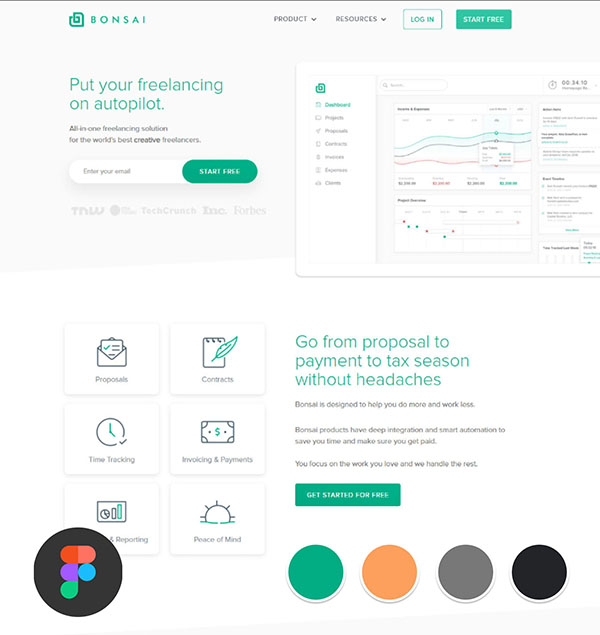 BONSAI
PRODUCT
RESOURCES
LOG IN
START FREE
Put your freelancing
on autopilot.
All-in-one freelancing solution
for the world's best creative freelancers.
Enter your email
START FREE
TNW
TechCrunch
Inc.
Forbes
Dashboard
Projects
Proposals
Contracts
Invoices
Expenses
Clients
Search...
00:34:10
Income & Expenses
Project Overview
Proposals
Contracts
Time Tracking
Invoicing & Payments
& Reporting
Peace of Mind
Go from proposal to
payment to tax season
without headaches
Bonsai is designed to help you do more and work less.
Bonsai products have deep integration and smart automation to
save you time and make sure you get paid.
You focus on the work you love and we handle the rest.
GET STARTED FOR FREE